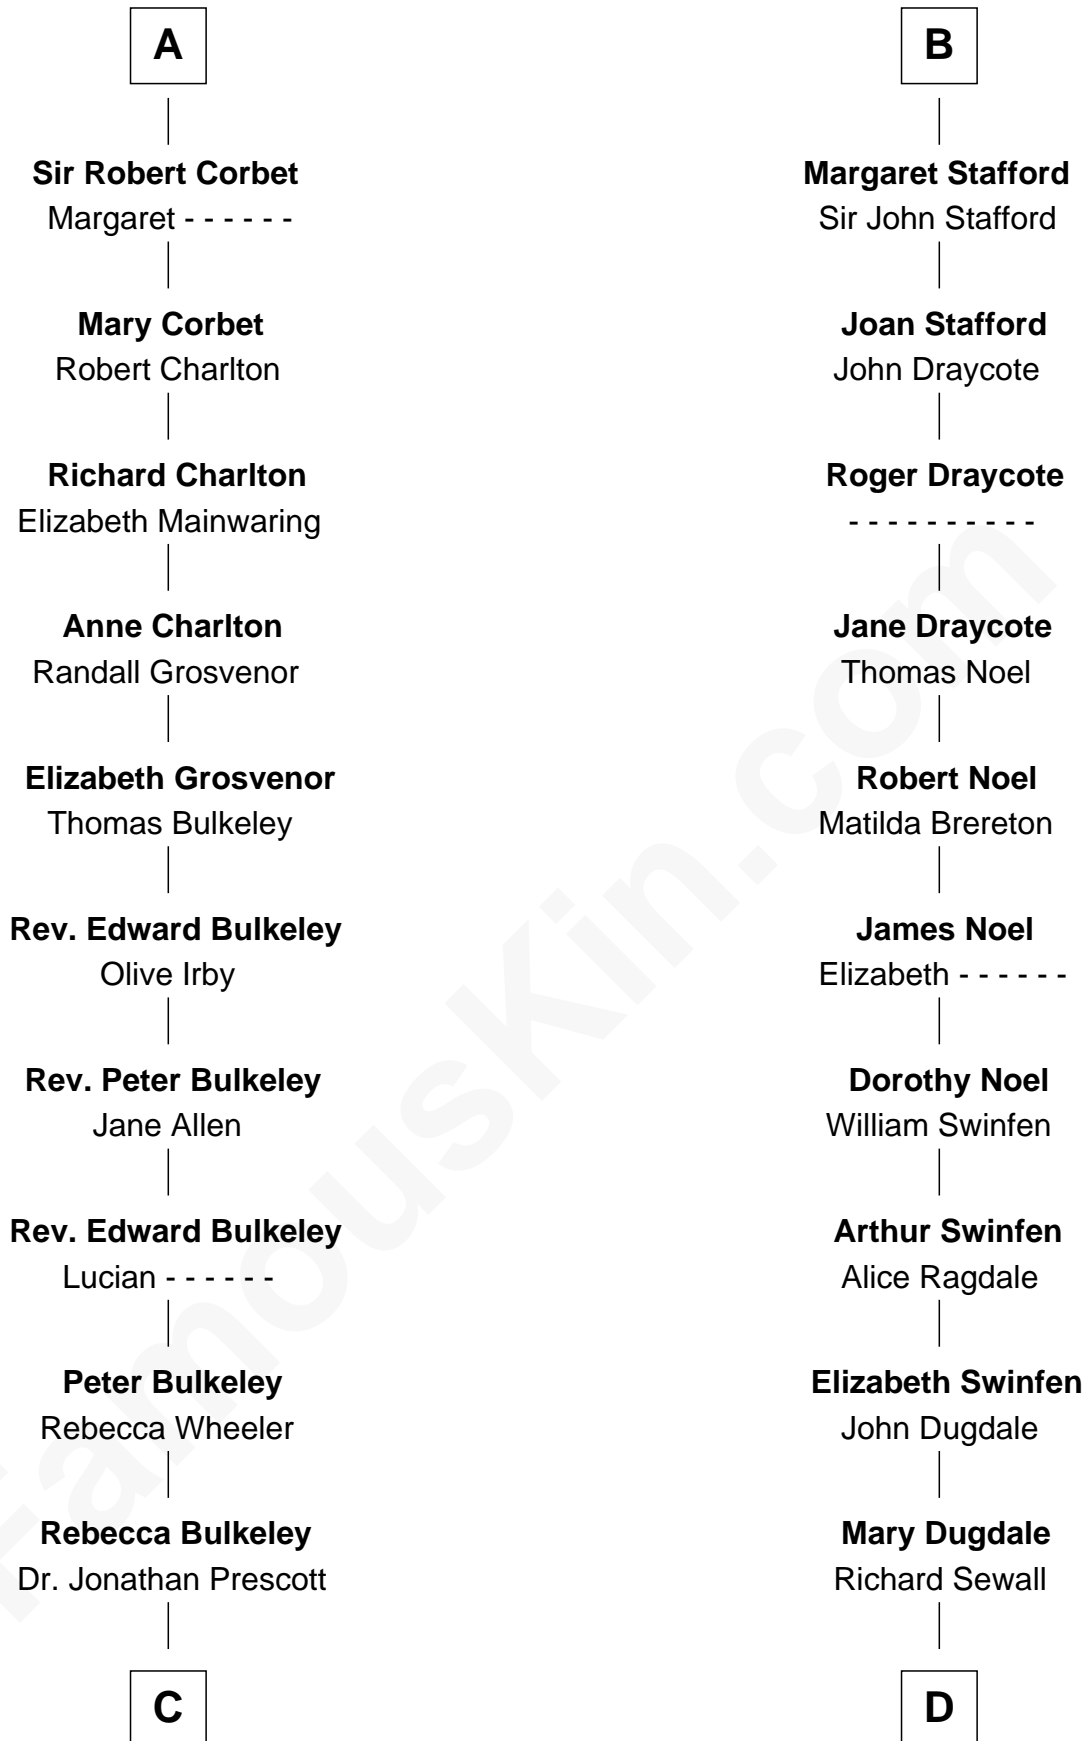 A
Sir Robert Corbet
Margaret - - - - - -
Mary Corbet
Robert Charlton
Richard Charlton
Elizabeth Mainwaring
Anne Charlton
Randall Grosvenor
Elizabeth Grosvenor
Thomas Bulkeley
Rev. Edward Bulkeley
Olive Irby
Rev. Peter Bulkeley
Jane Allen
Rev. Edward Bulkeley
Lucian - - - - - -
Peter Bulkeley
Rebecca Wheeler
Rebecca Bulkeley
Dr. Jonathan Prescott
C
B
Margaret Stafford
Sir John Stafford
Joan Stafford
John Draycote
Roger Draycote
- - - - - - - - - -
Jane Draycote
Thomas Noel
Robert Noel
Matilda Brereton
James Noel
Elizabeth - - - - - -
Dorothy Noel
William Swinfen
Arthur Swinfen
Alice Ragdale
Elizabeth Swinfen
John Dugdale
Mary Dugdale
Richard Sewall
D
FamousKin.com